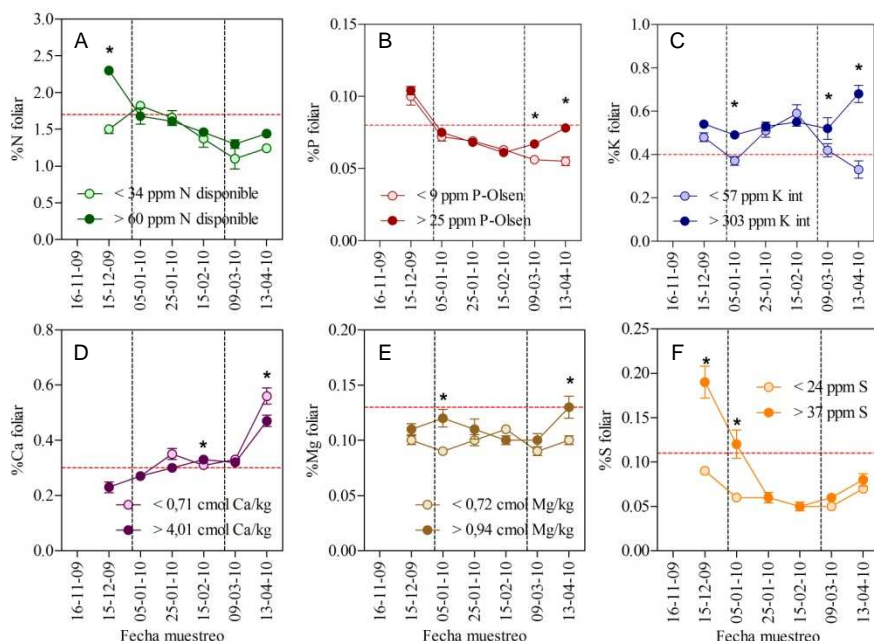 A
%N foliar
3.0
2.5
2.0
1.5
1.0
0.5
0.0
*
< 34 ppm N disponible
> 60 ppm N disponible
16-11-09
15-12-09
05-01-10
25-01-10
15-02-10
09-03-10
13-04-10
B
%P foliar
0.15
0.10
0.05
0.00
* *
< 9 ppm P-Olsen
> 25 ppm P-Olsen
16-11-09
15-12-09
05-01-10
25-01-10
15-02-10
09-03-10
13-04-10
C
%K foliar
1.0
0.8
0.6
0.4
0.2
0.0
* * *
< 57 ppm K int
> 303 ppm K int
16-11-09
15-12-09
05-01-10
25-01-10
15-02-10
09-03-10
13-04-10
D
%Ca foliar
0.8
0.6
0.4
0.2
0.0
* *
< 0,71 cmol Ca/kg
> 4,01 cmol Ca/kg
16-11-09
15-12-09
05-01-10
25-01-10
15-02-10
09-03-10
13-04-10
Fecha muestreo
E
%Mg foliar
0.20
0.15
0.10
0.05
0.00
* *
< 0,72 cmol Mg/kg
> 0,94 cmol Mg/kg
16-11-09
15-12-09
05-01-10
25-01-10
15-02-10
09-03-10
13-04-10
Fecha muestreo
F
%S foliar
0.25
0.20
0.15
0.10
0.05
0.00
* *
< 24 ppm S
> 37 ppm S
16-11-09
15-12-09
05-01-10
25-01-10
15-02-10
09-03-10
13-04-10
Fecha muestreo